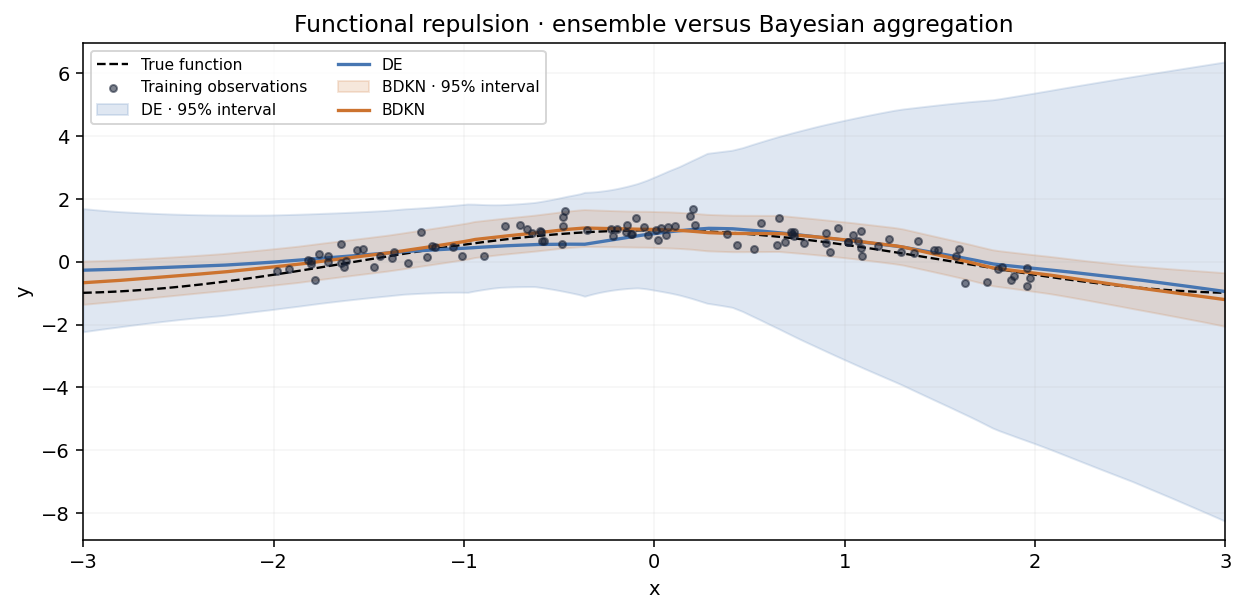 Functional repulsion · ensemble versus Bayesian aggregation
True function
Training observations
DE · 95% interval
DE
BDKN · 95% interval
BDKN
y
6
4
2
0
−2
−4
−6
−8
−3
−2
−1
0
1
2
3
x